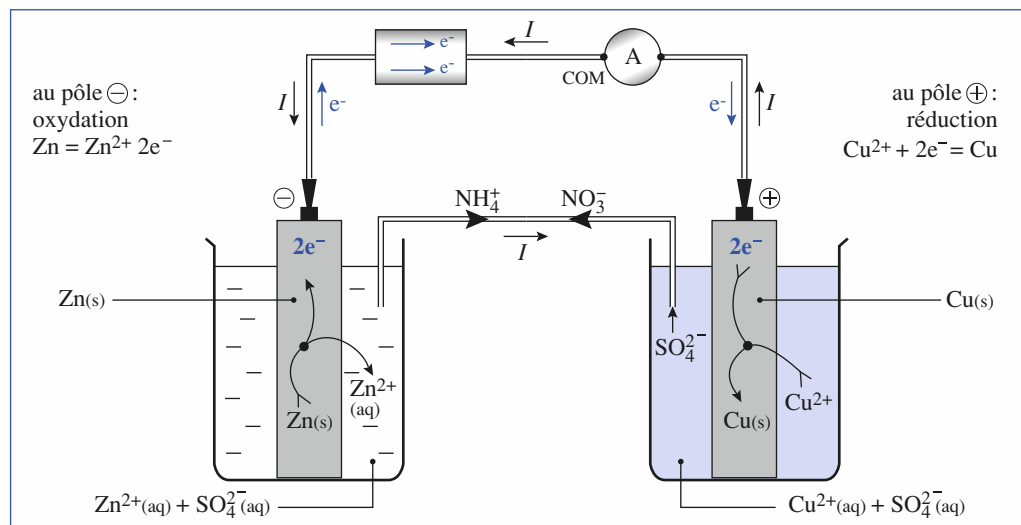 I
e⁻
e⁻
A
COM
au pôle ⊖ :
oxydation
Zn = Zn²⁺ 2e⁻
I
e⁻
e⁻
I
au pôle ⊕ :
réduction
Cu²⁺ + 2e⁻ = Cu
⊖
NH₄⁺
NO₃⁻
⊕
I
2e⁻
2e⁻
Zn(s)
Cu(s)
SO₄²⁻
Zn²⁺
(aq)
Zn(s)
Cu(s)
Cu²⁺
Zn²⁺(aq) + SO₄²⁻(aq)
Cu²⁺(aq) + SO₄²⁻(aq)